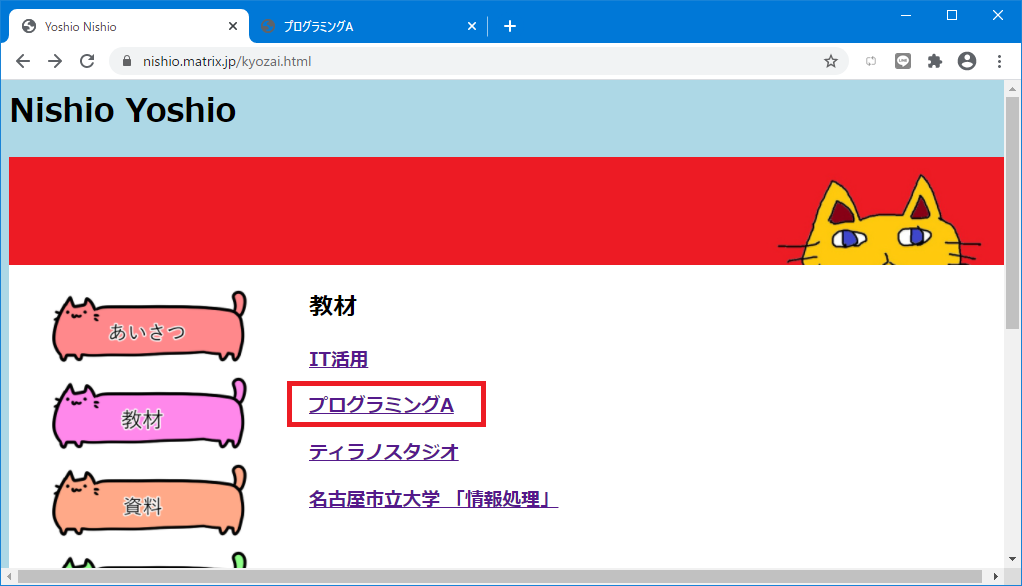 Yoshio Nishio
プログラミングA
nishio.matrix.jp/kyozai.html
Nishio Yoshio
あいさつ
教材
資料
教材
IT活用
プログラミングA
ティラノスタジオ
名古屋市立大学 「情報処理」